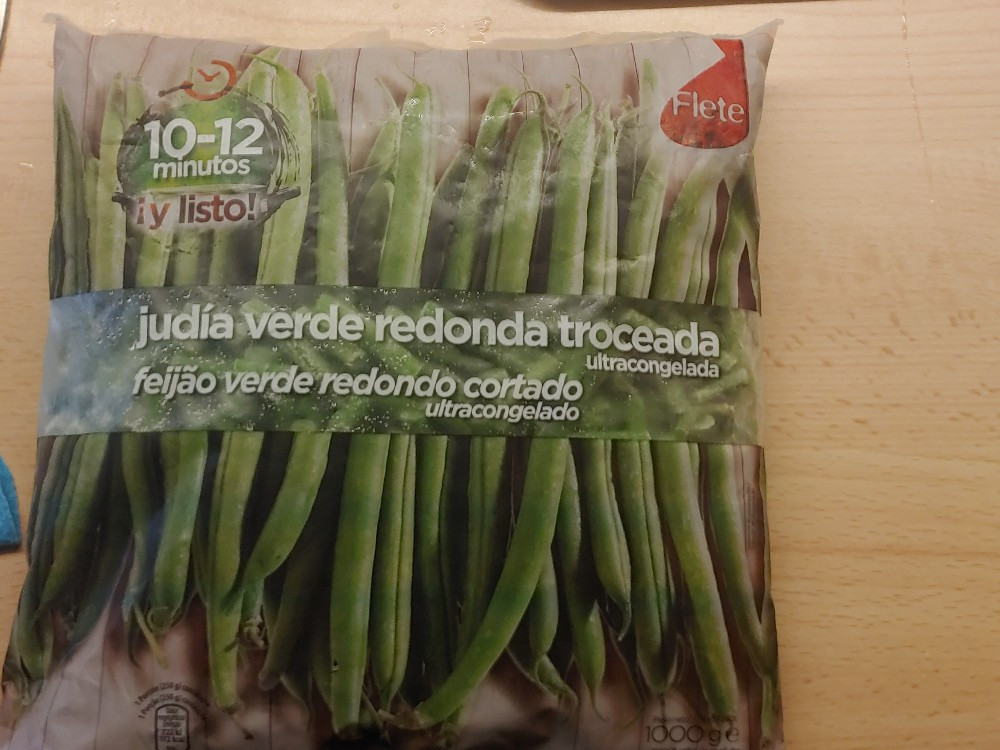 10-12
minutos
¡y listo!
Flete
judía verde redonda troceada
ultracongelada
feijão verde redondo cortado
ultracongelado
1000 g e